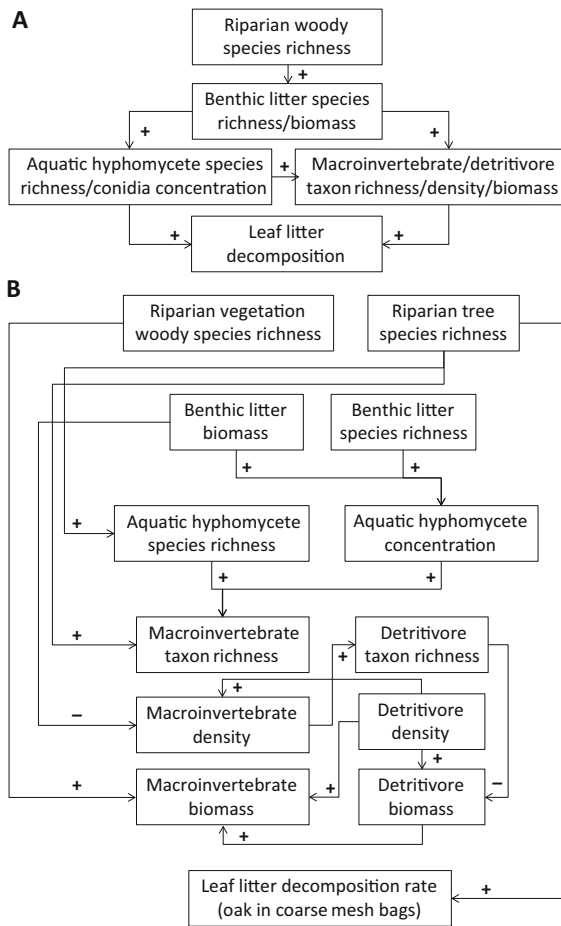 A
Riparian woody
species richness
+
Benthic litter species
richness/biomass
+ +
Aquatic hyphomycete species
richness/conidia concentration
+
Macroinvertebrate/detritivore
taxon richness/density/biomass
+ +
Leaf litter
decomposition
B
Riparian vegetation
woody species richness
Riparian tree
species richness
Benthic litter
biomass
Benthic litter
species richness
+ +
+
Aquatic hyphomycete
species richness
Aquatic hyphomycete
concentration
+ +
+
Macroinvertebrate
taxon richness
+
Detritivore
taxon richness
+
–
Macroinvertebrate
density
Detritivore
density
+
+
Macroinvertebrate
biomass
+
Detritivore
biomass
–
+
Leaf litter decomposition rate
(oak in coarse mesh bags)
+